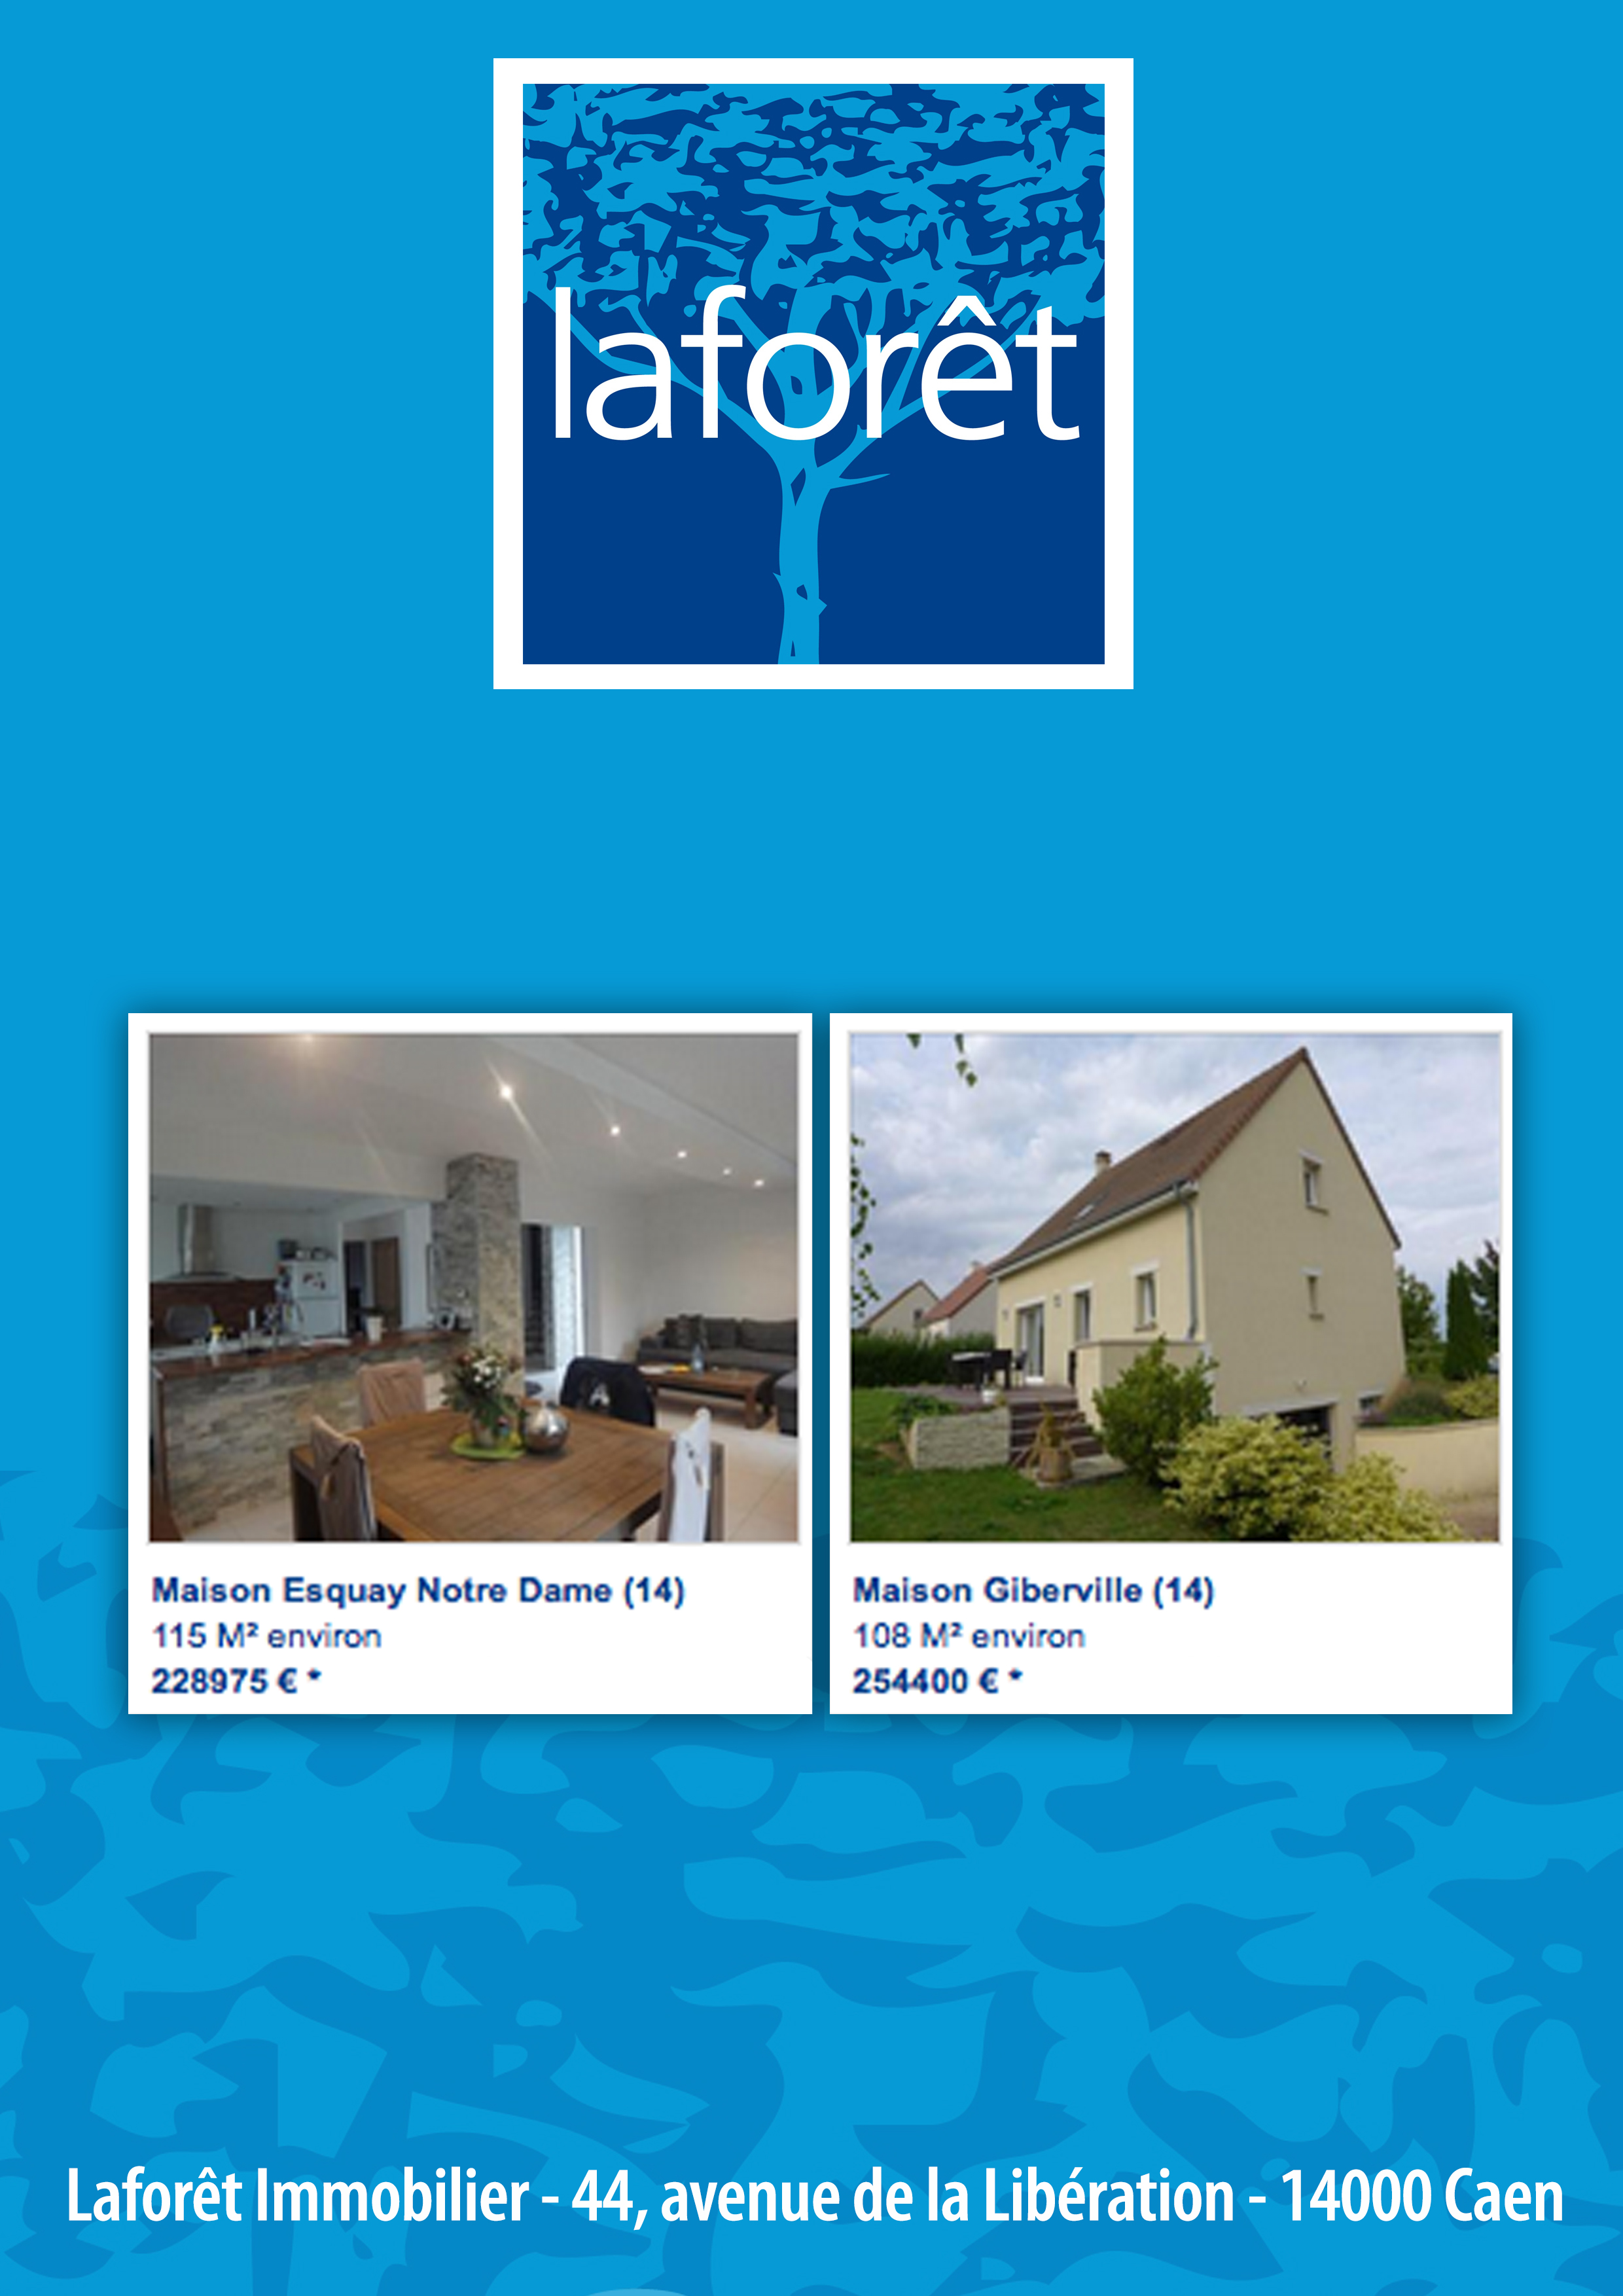 laforêt
Maison Esquay Notre Dame (14)
115 M² environ
228975 € *
Maison Giberville (14)
108 M² environ
254400 € *
Laforêt Immobilier - 44, avenue de la Libération - 14000 Caen